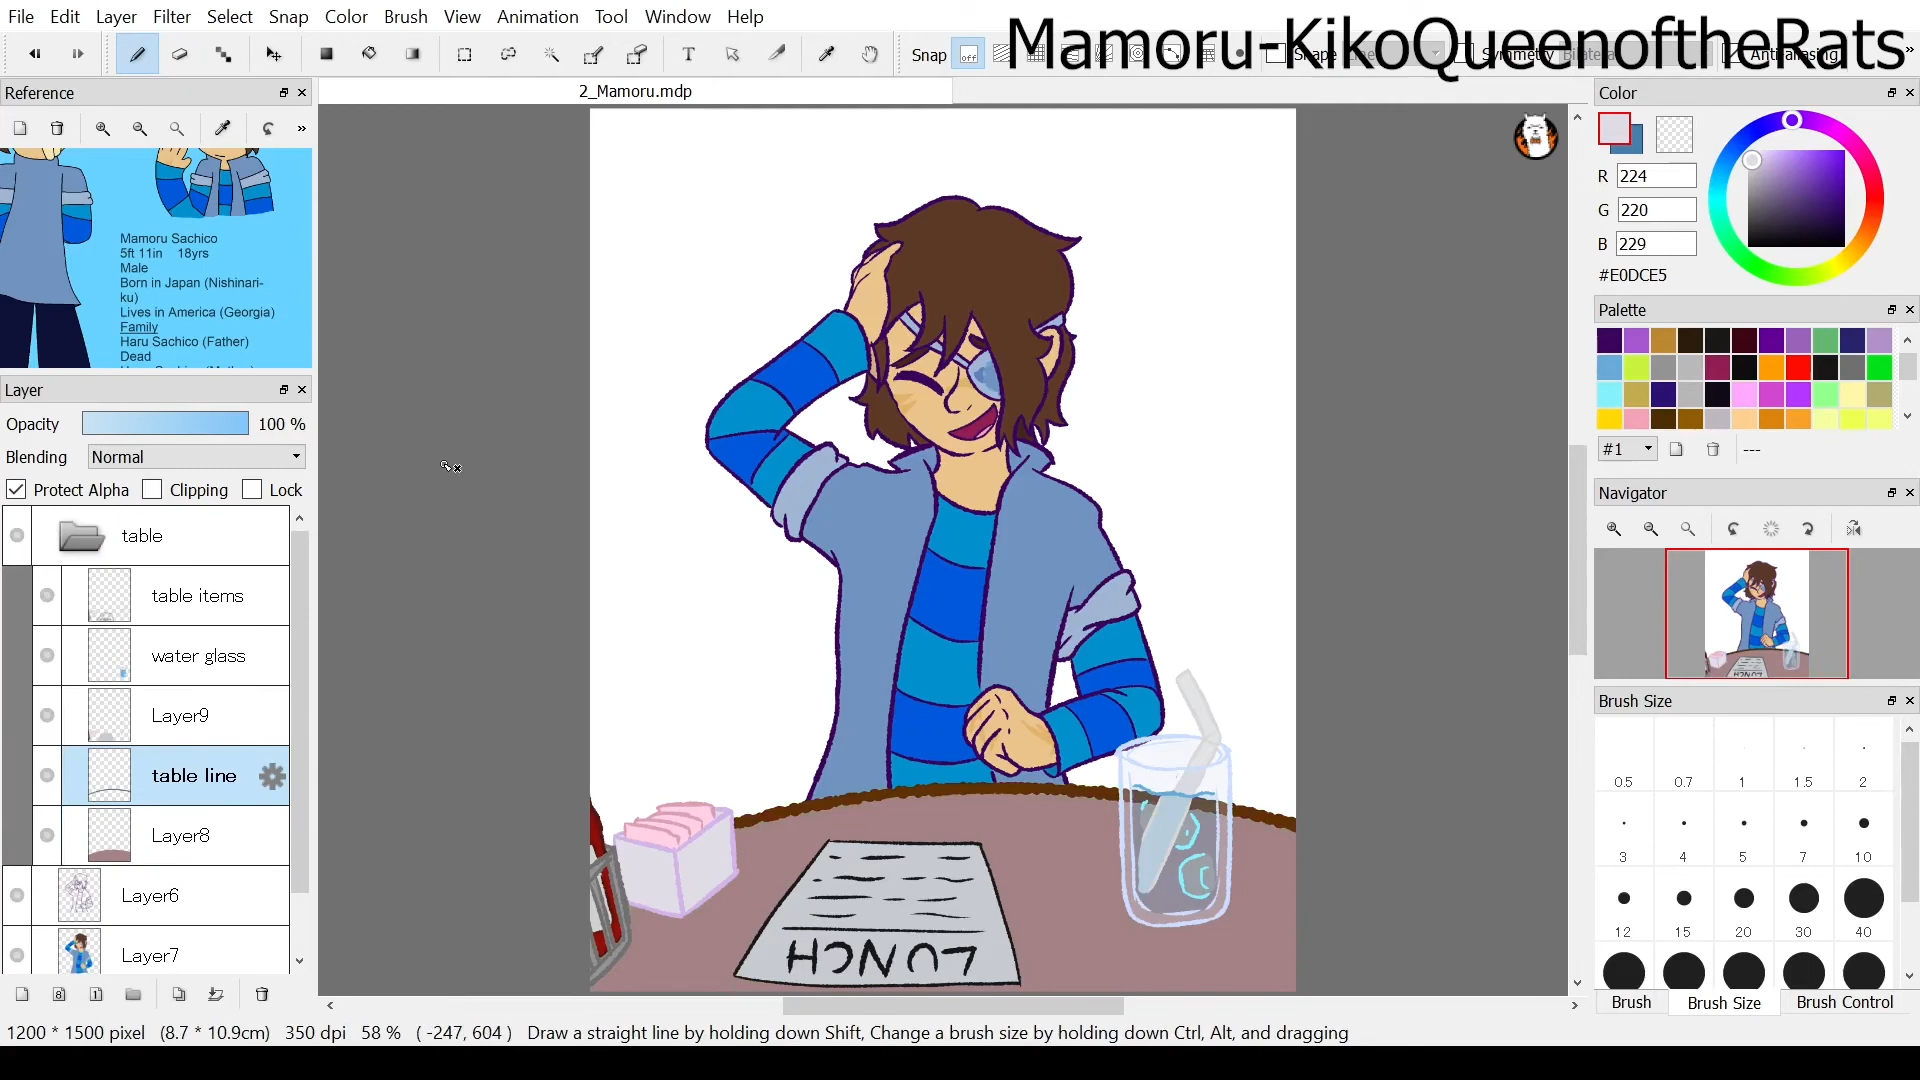 File Edit Layer Filter Select Snap Color Brush View Animation Tool Window Help
Mamoru-KikoQueenoftheRats
Snap off Shape Symmetry Antialiasing
Reference
2_Mamoru.mdp
Color
R 224
G 220
B 229
#E0DCE5
Mamoru Sachico
5ft 11in 18yrs
Male
Born in Japan (Nishinari-
ku)
Lives in America (Georgia)
Family
Haru Sachico (Father)
Dead
Layer
Opacity 100 %
Blending Normal
Protect Alpha Clipping Lock
table
table items
water glass
Layer9
table line
Layer8
Layer6
Layer7
LUNCH
Palette
#1 ---
Navigator
Brush Size
0.5 0.7 1 1.5 2
3 4 5 7 10
12 15 20 30 40
Brush Brush Size Brush Control
1200 * 1500 pixel (8.7 * 10.9cm) 350 dpi 58 % ( -247, 604 ) Draw a straight line by holding down Shift, Change a brush size by holding down Ctrl, Alt, and dragging